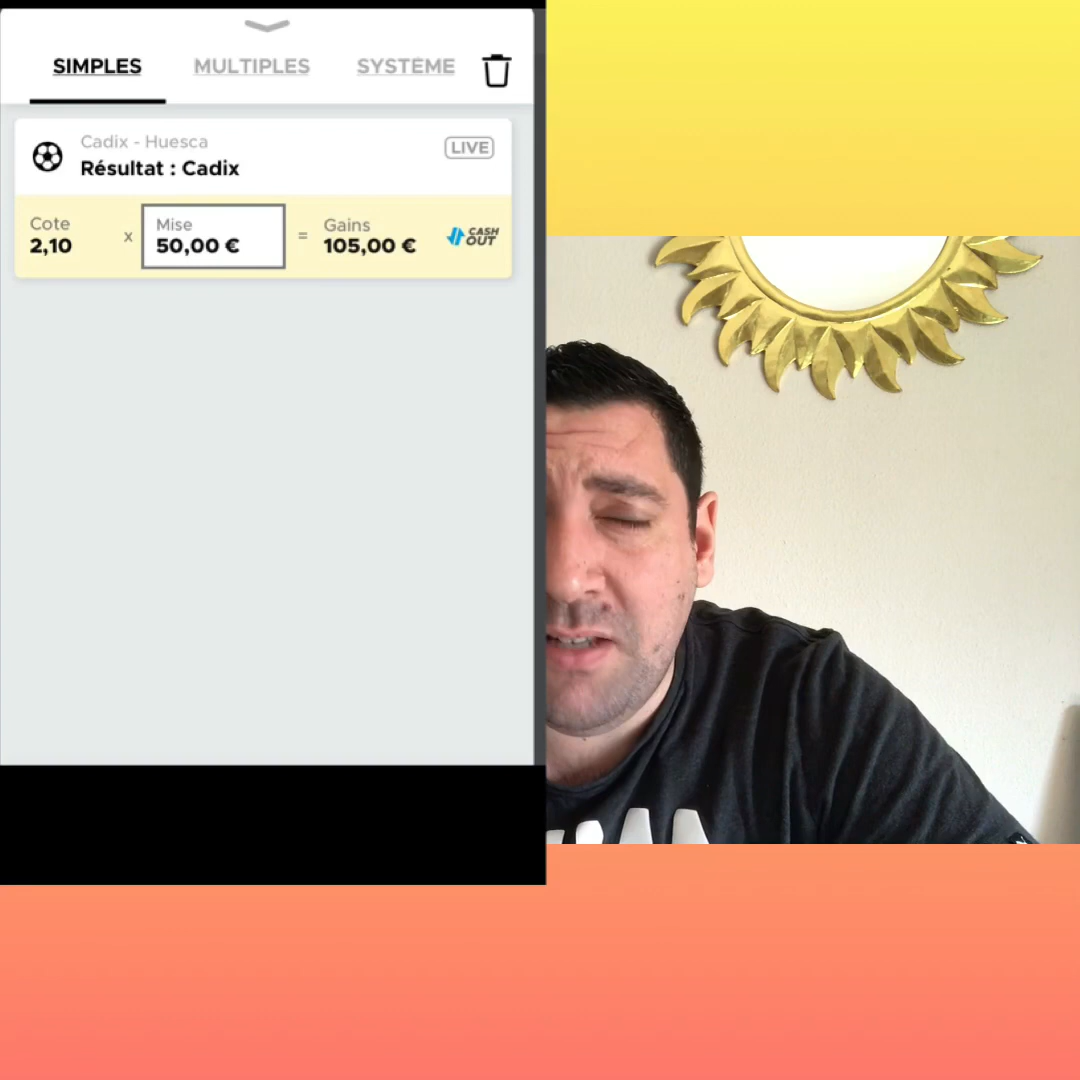 SIMPLES MULTIPLES SYSTEME
Cadix - Huesca
LIVE
Résultat : Cadix
Cote
2,10
x
Mise
50,00 €
=
Gains
105,00 €
CASH
OUT